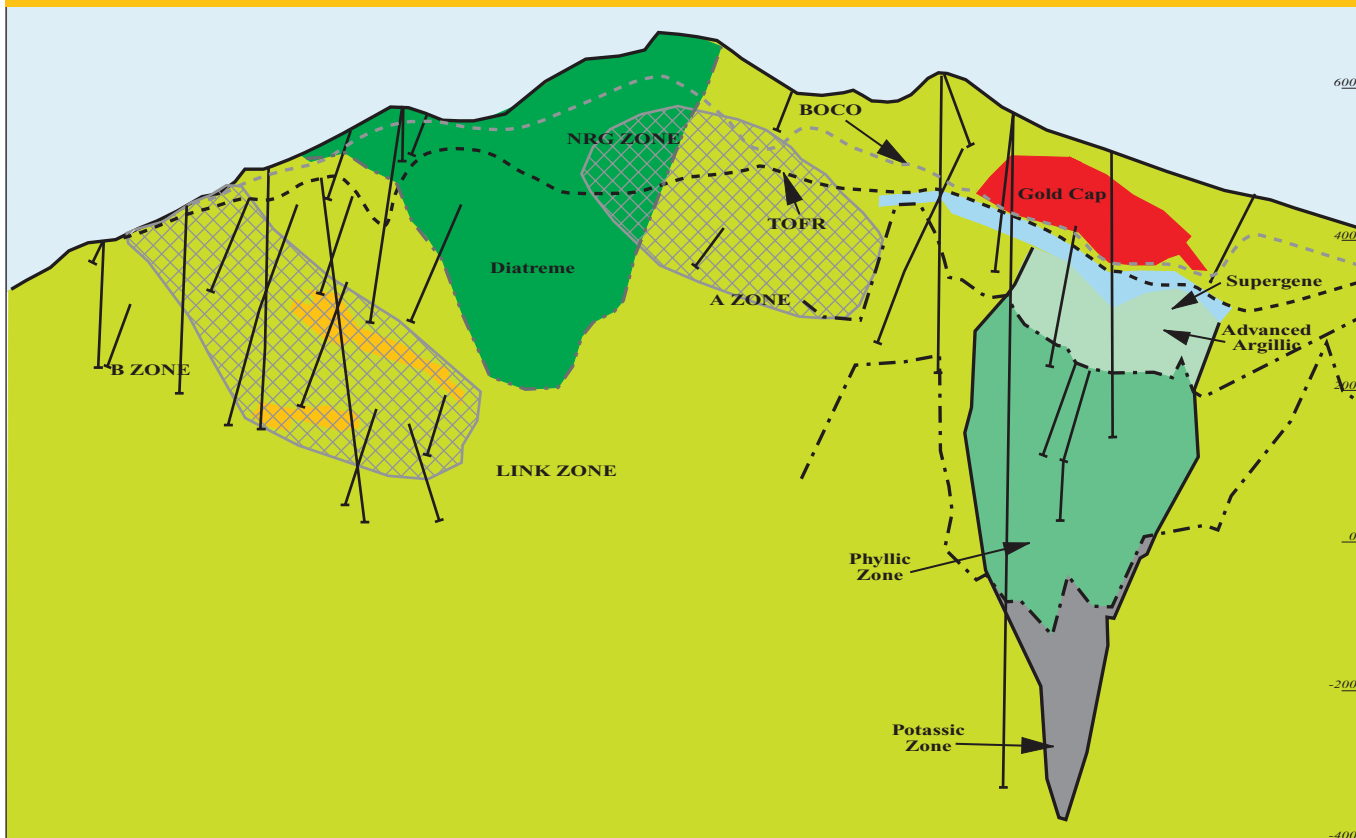 600
BOCO
NRG ZONE
Gold Cap
TOFR
400
Diatreme
Supergene
A ZONE
Advanced
Argillic
B ZONE
200
LINK ZONE
0
Phyllic
Zone
-200
Potassic
Zone
-400